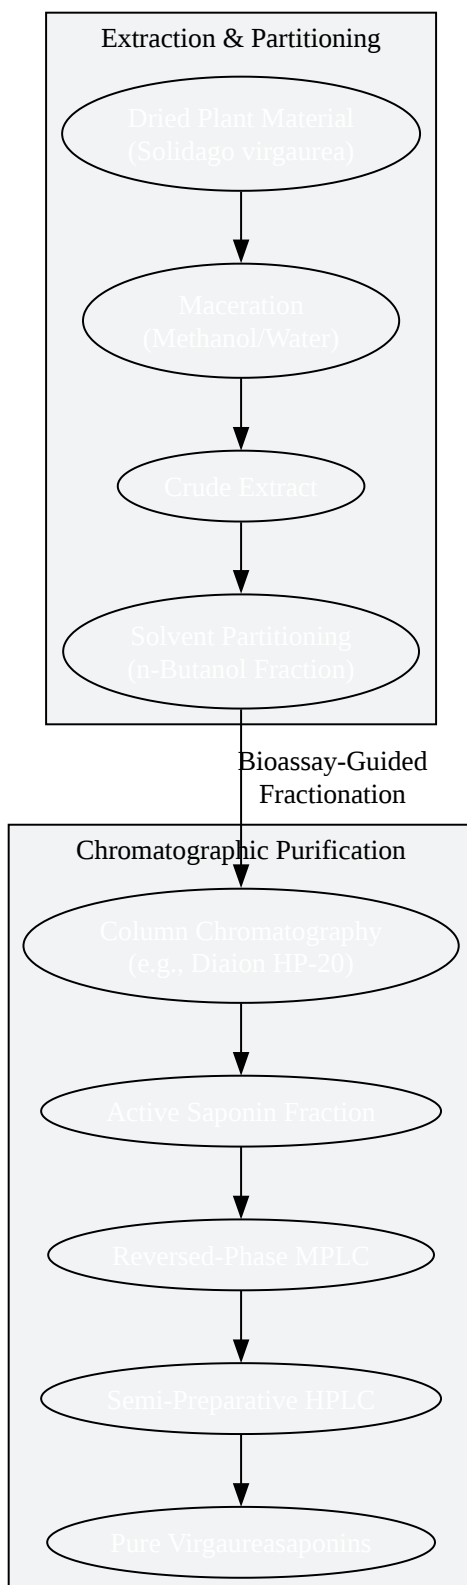 Extraction & Partitioning
Dried Plant Material
(Solidago virgaurea)
Maceration
(Methanol/Water)
Crude Extract
Solvent Partitioning
(n-Butanol Fraction)
Bioassay-Guided
Fractionation
Chromatographic Purification
Column Chromatography
(e.g., Diaion HP-20)
Active Saponin Fraction
Reversed-Phase MPLC
Semi-Preparative HPLC
Pure Virgaureasaponins